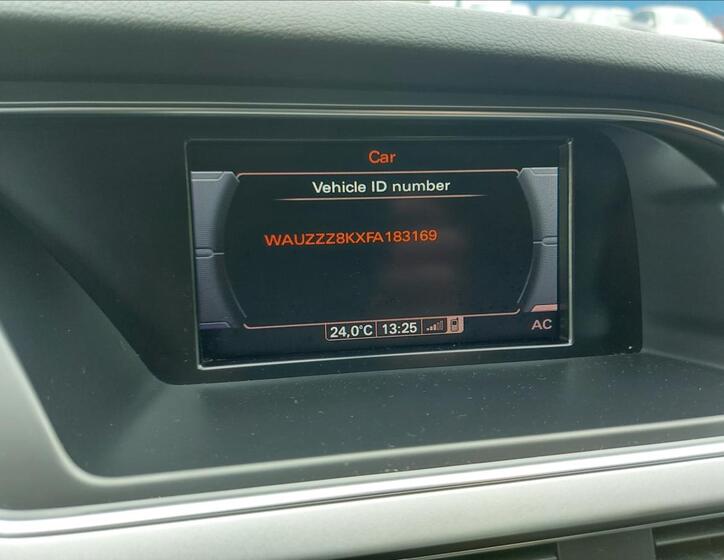 Car
Vehicle ID number
WAUZZZ8KXFA183169
24,0°C 13:25
AC